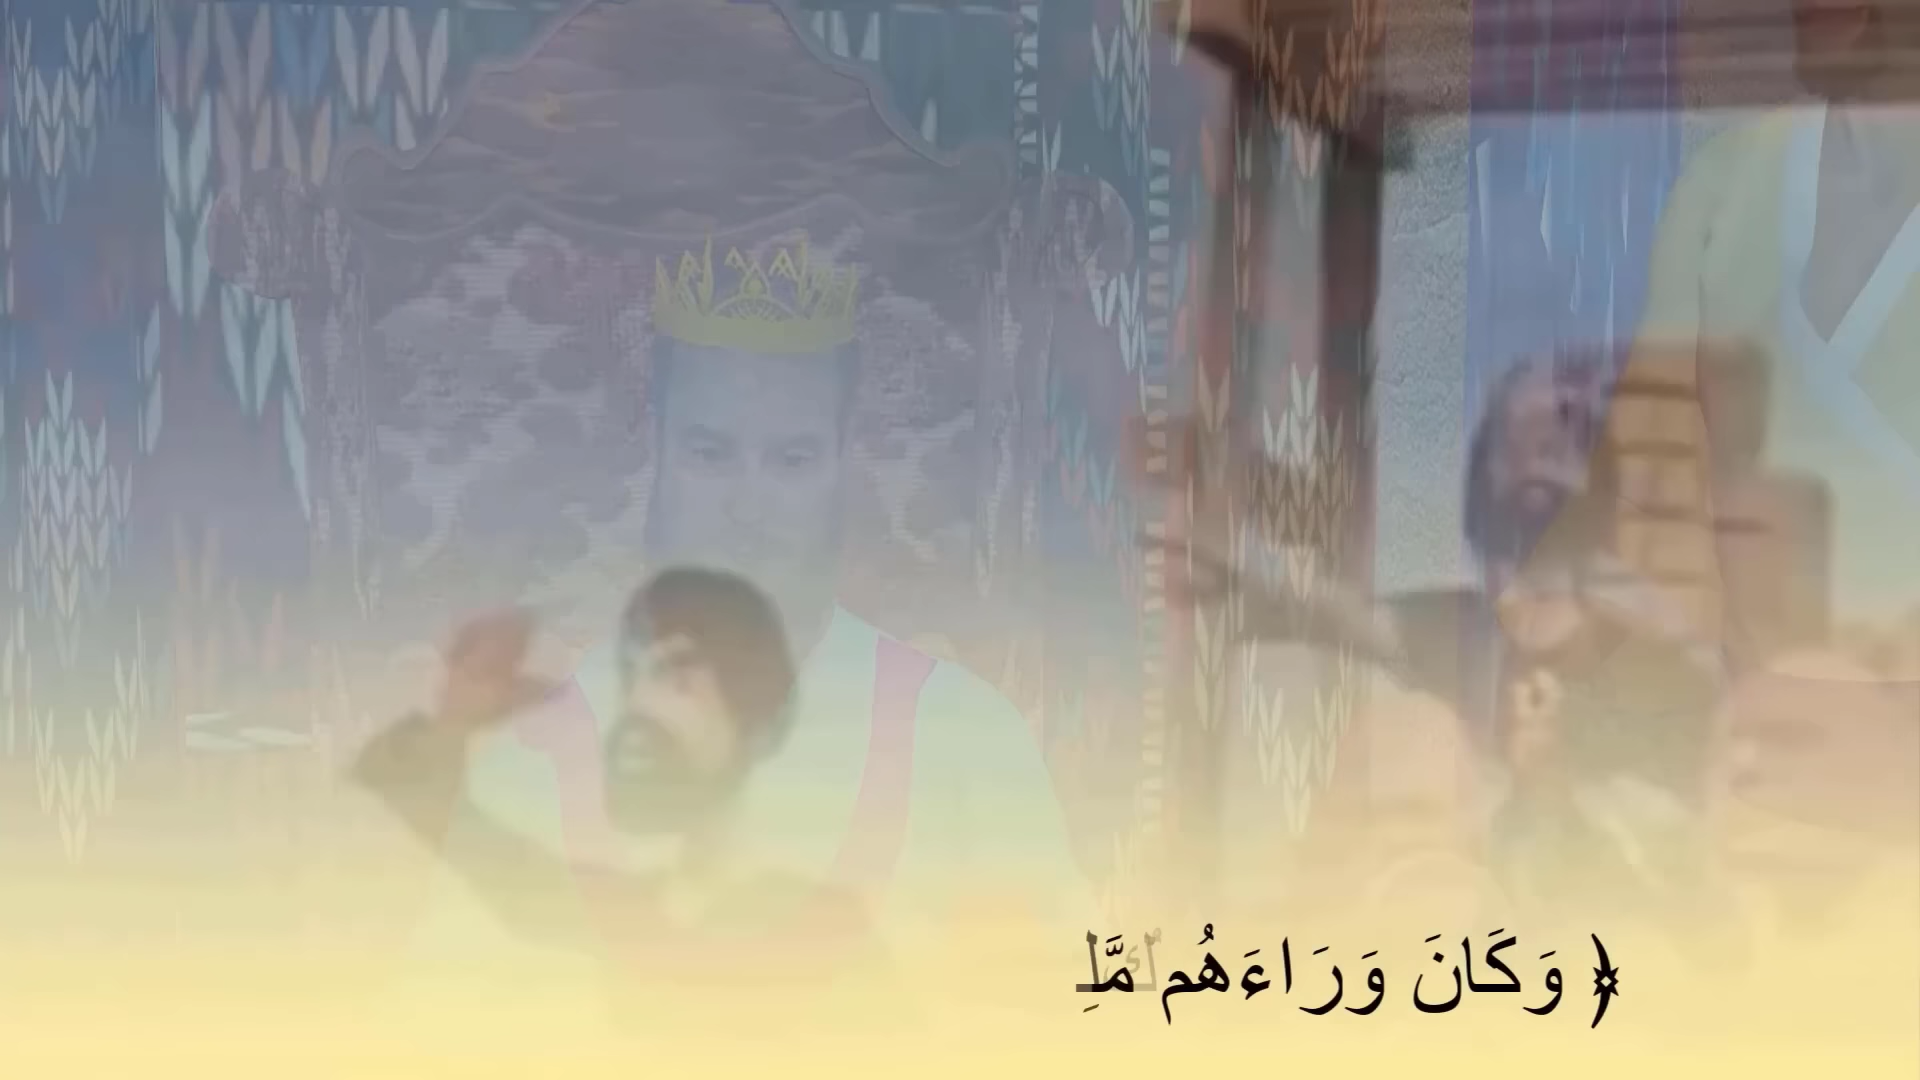 ﴿ وَكَانَ وَرَاءَهُم مَّلِ